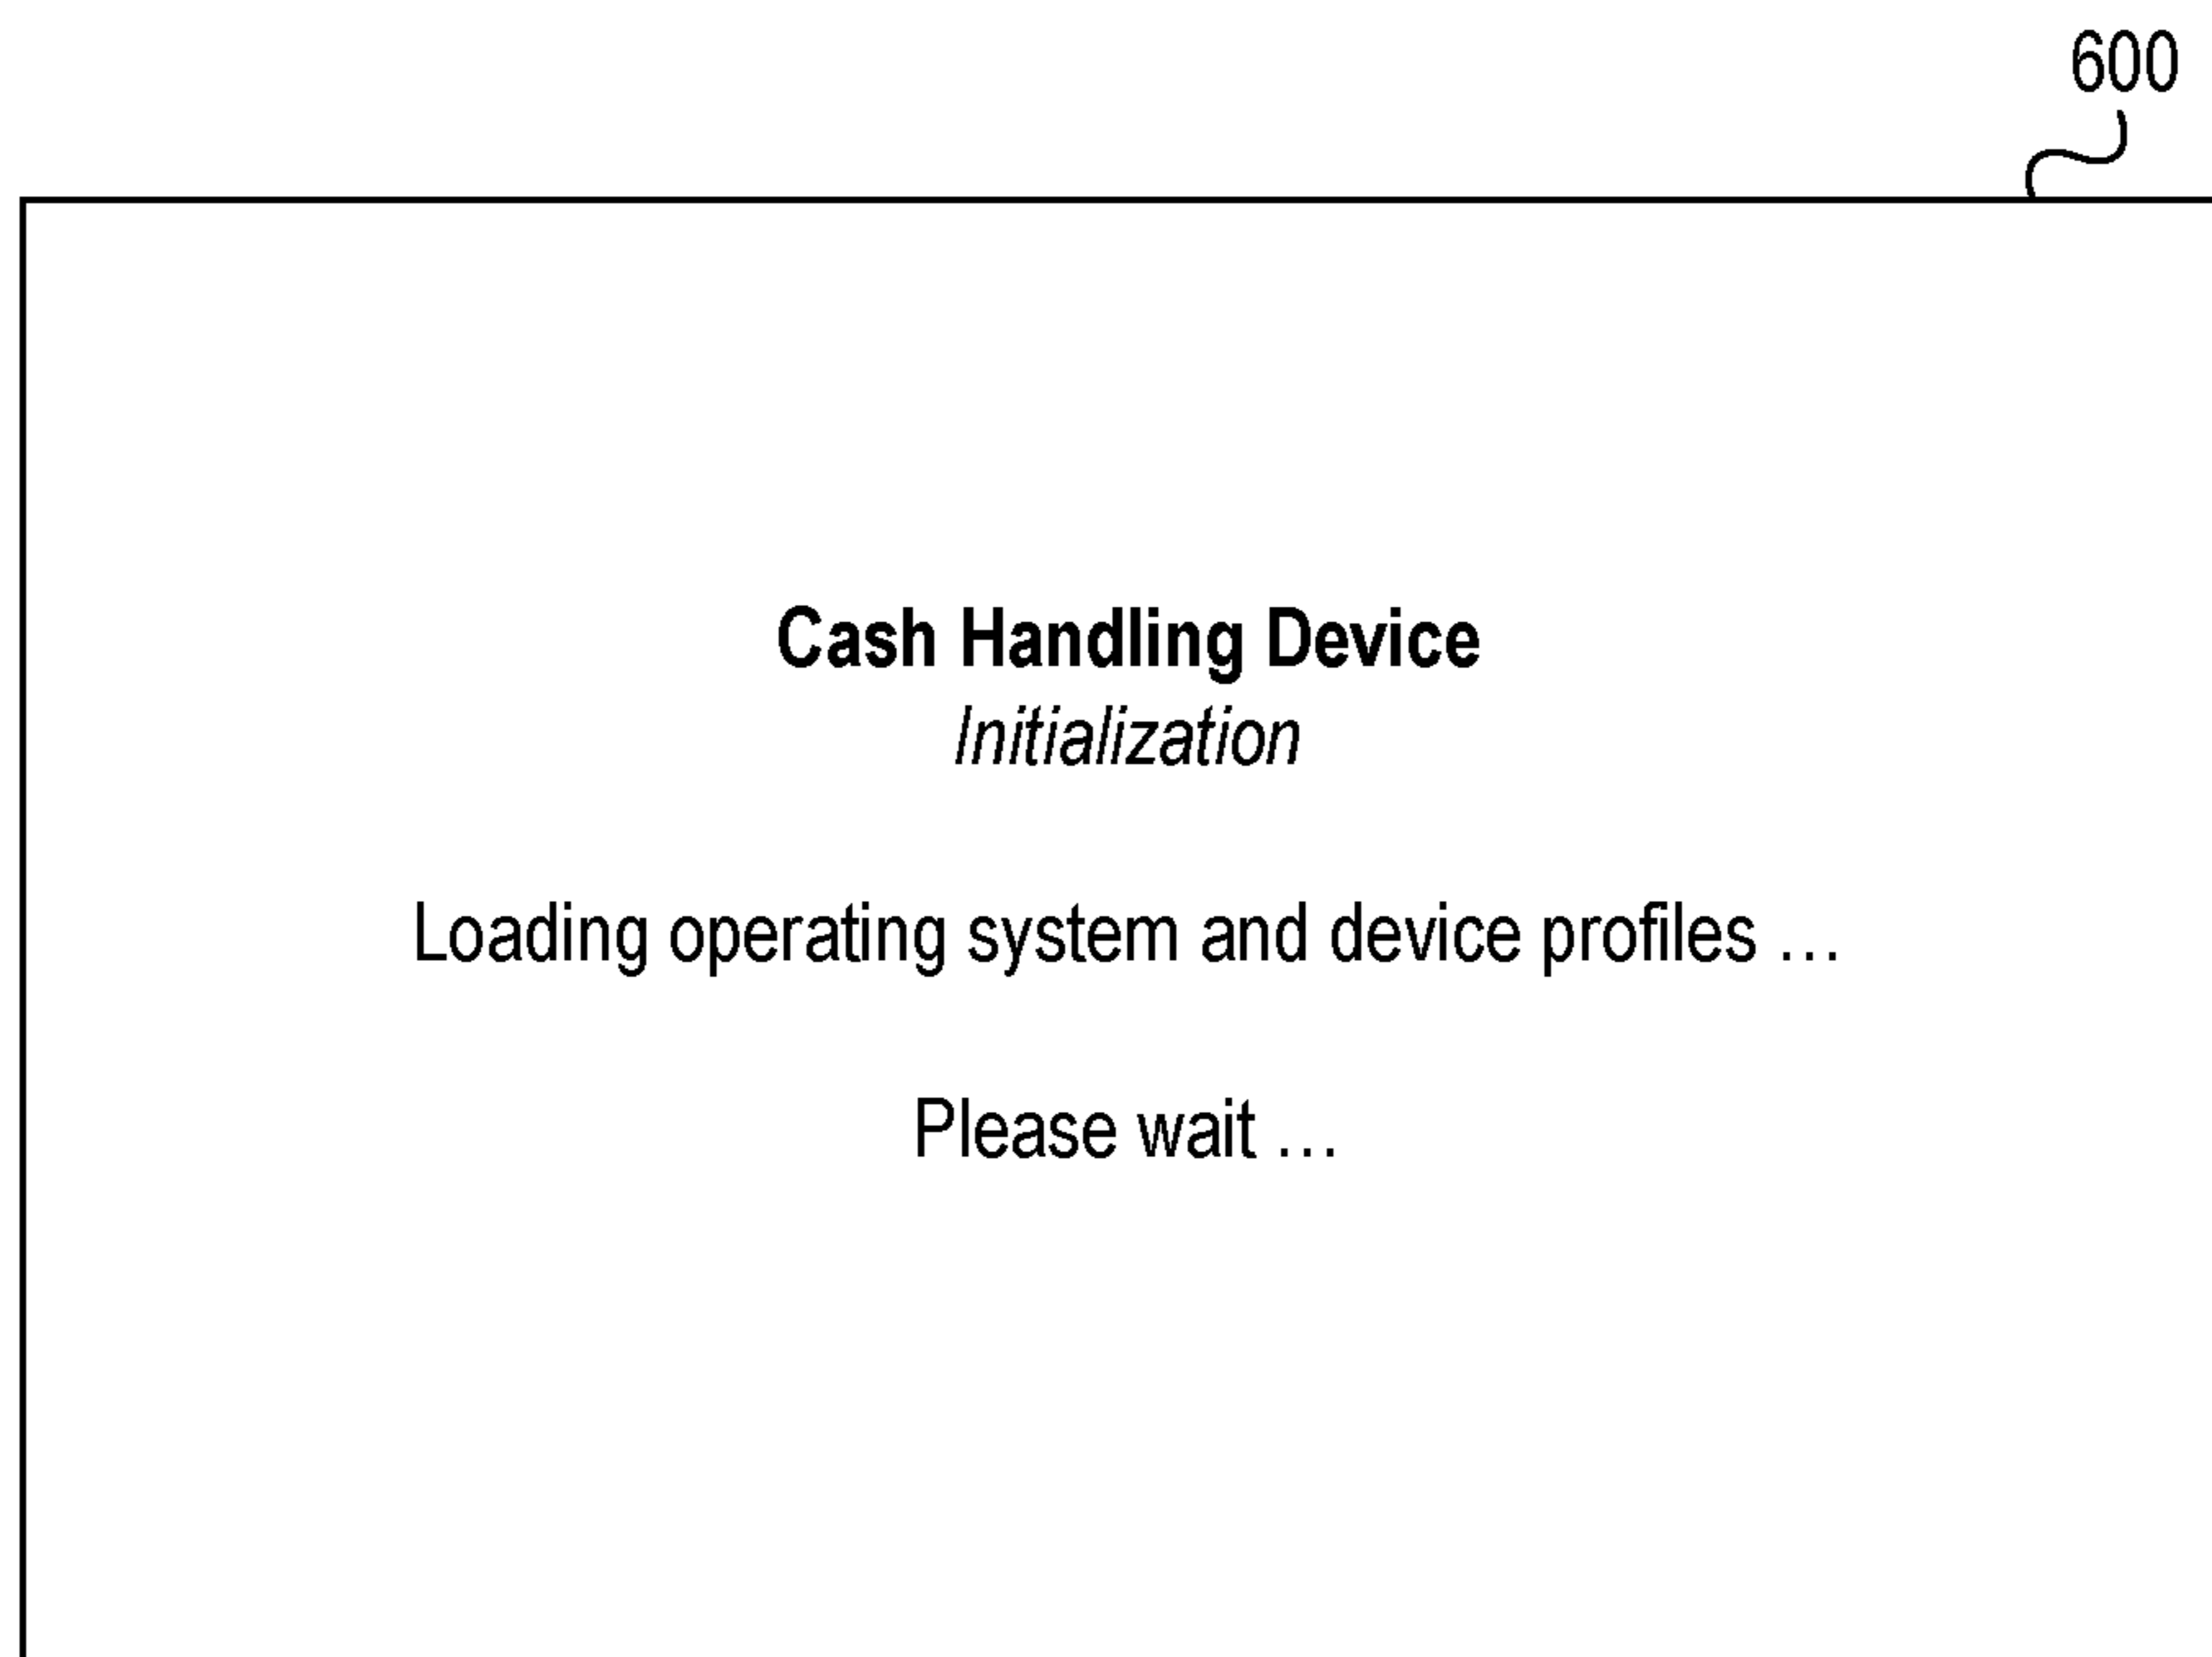 600
Cash Handling Device
Initialization
Loading operating system and device profiles ...
Please wait ...